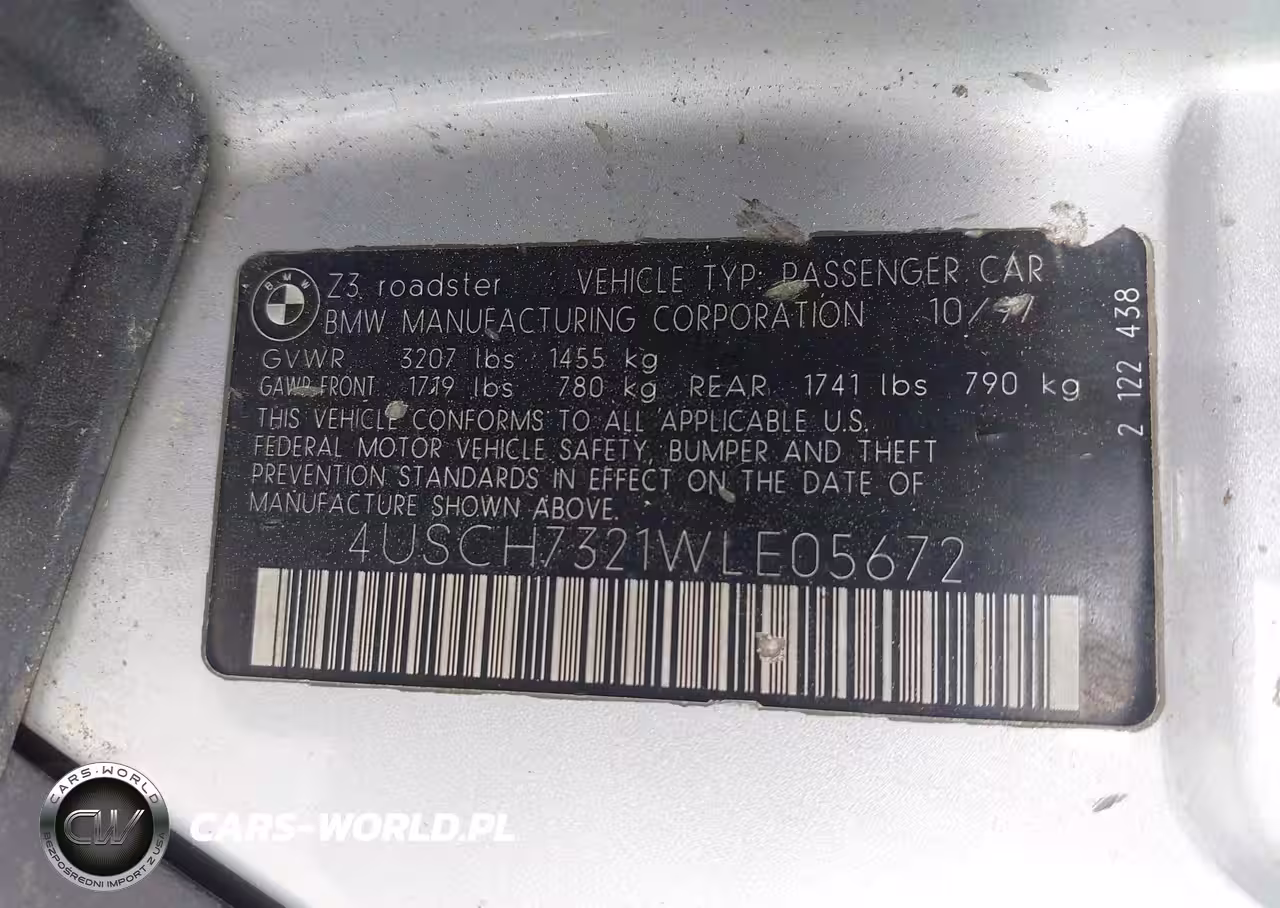 BMW
Z3 roadster VEHICLE TYP: PASSENGER CAR
BMW MANUFACTURING CORPORATION 10/
GVWR 3207 lbs 1455 kg
GAWR FRONT 1719 lbs 780 kg REAR 1741 lbs 790 kg
THIS VEHICLE CONFORMS TO ALL APPLICABLE U.S.
FEDERAL MOTOR VEHICLE SAFETY, BUMPER AND THEFT
PREVENTION STANDARDS IN EFFECT ON THE DATE OF
MANUFACTURE SHOWN ABOVE.
4USCH7321WLE05672
2 122 438
CARS-WORLD
CW
BEZPOŚREDNI IMPORT Z USA
CARS-WORLD.PL